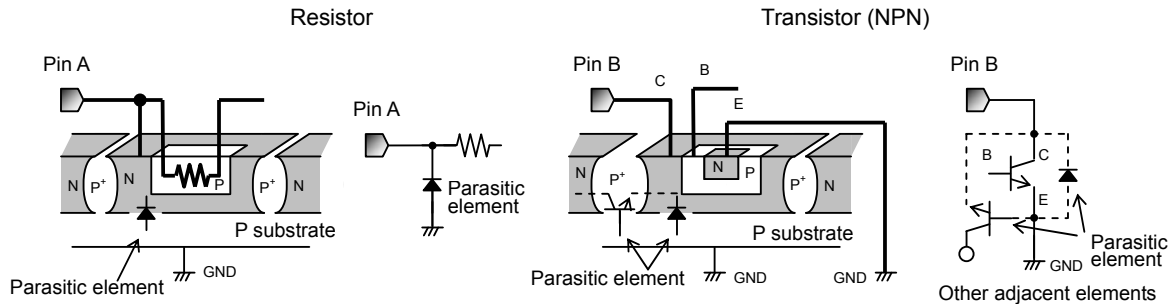 Resistor
Transistor (NPN)
Pin A
Pin A
N
P+
N
P
P+
N
Parasitic
element
P substrate
GND
Parasitic element
Pin B
C
B
E
N
P+
N
P
P+
N
P substrate
Parasitic element
GND
GND
Pin B
B
C
E
Parasitic
element
GND
Other adjacent elements